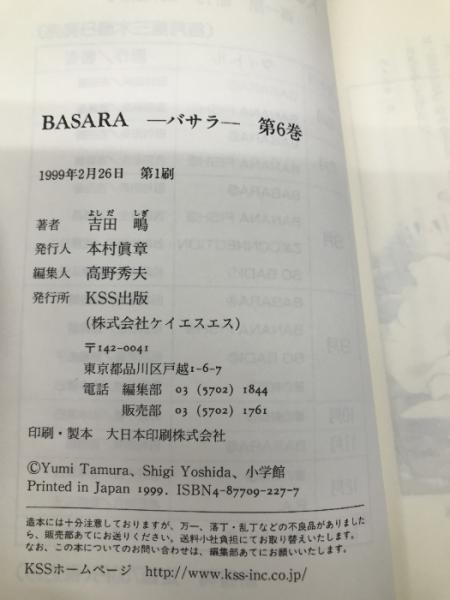 BASARA ―バサラ― 第6巻
1999年2月26日 第1刷
よしだ しぎ
著者 吉田 鴫
発行人 本村眞章
編集人 高野秀夫
発行所 KSS出版
(株式会社ケイエスエス)
〒142-0041
東京都品川区戸越1-6-7
電話 編集部 03 (5702) 1844
販売部 03 (5702) 1761
印刷・製本 大日本印刷株式会社
©Yumi Tamura, Shigi Yoshida, 小学館
Printed in Japan 1999. ISBN4-87709-227-7
造本には十分注意しておりますが、万一、落丁・乱丁などの不良品がありましたら、
ら、販売部あてにお送りください。送料小社負担にてお取り替えいたします。
なお、この本についてのお問い合わせは、編集部あてにお願いいたします。
KSSホームページ http://www.kss-inc.co.jp/